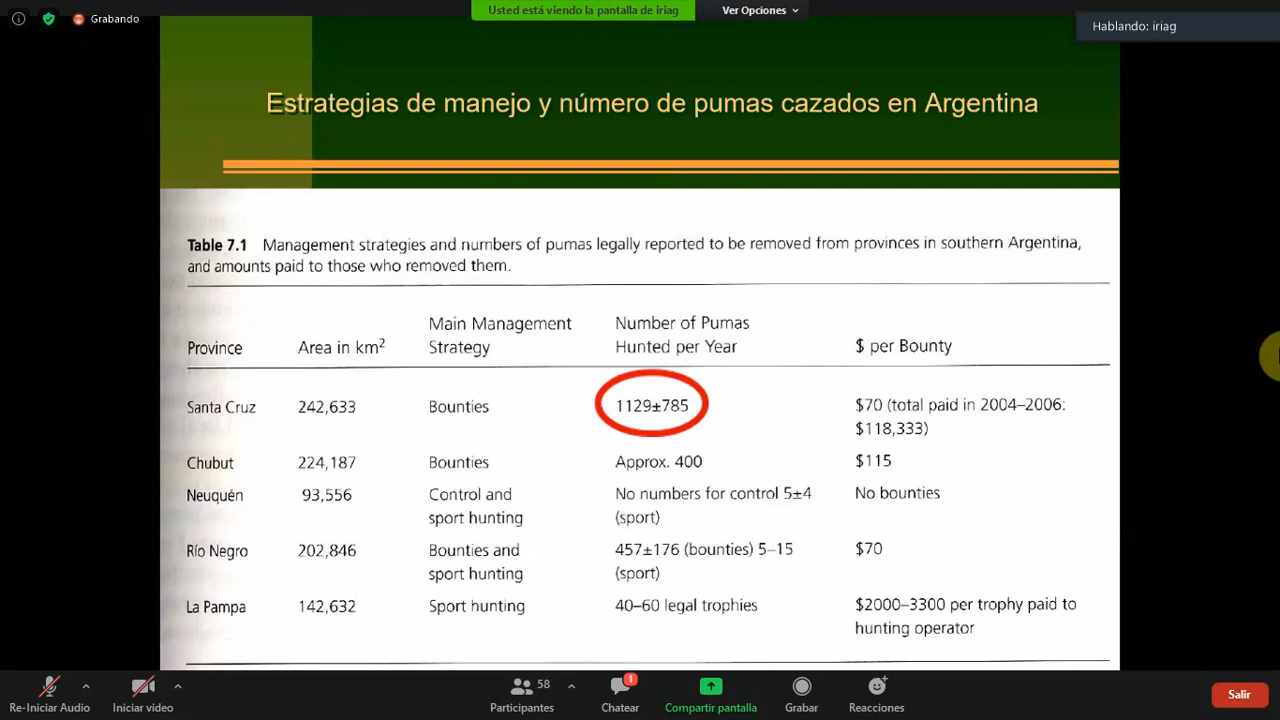 Grabando
Usted está viendo la pantalla de iriag
Ver Opciones
Hablando: iriag
Estrategias de manejo y número de pumas cazados en Argentina
Table 7.1 Management strategies and numbers of pumas legally reported to be removed from provinces in southern Argentina,
and amounts paid to those who removed them.
Province Area in km² Main Management Strategy Number of Pumas Hunted per Year $ per Bounty
Santa Cruz 242,633 Bounties 1129±785 $70 (total paid in 2004–2006:
$118,333)
Chubut 224,187 Bounties Approx. 400 $115
Neuquén 93,556 Control and No numbers for control 5±4 No bounties
sport hunting (sport)
Río Negro 202,846 Bounties and 457±176 (bounties) 5–15 $70
sport hunting (sport)
La Pampa 142,632 Sport hunting 40–60 legal trophies $2000–3300 per trophy paid to
hunting operator
58
1
Re-Iniciar Audio Iniciar video Participantes Chatear Compartir pantalla Grabar Reacciones Salir